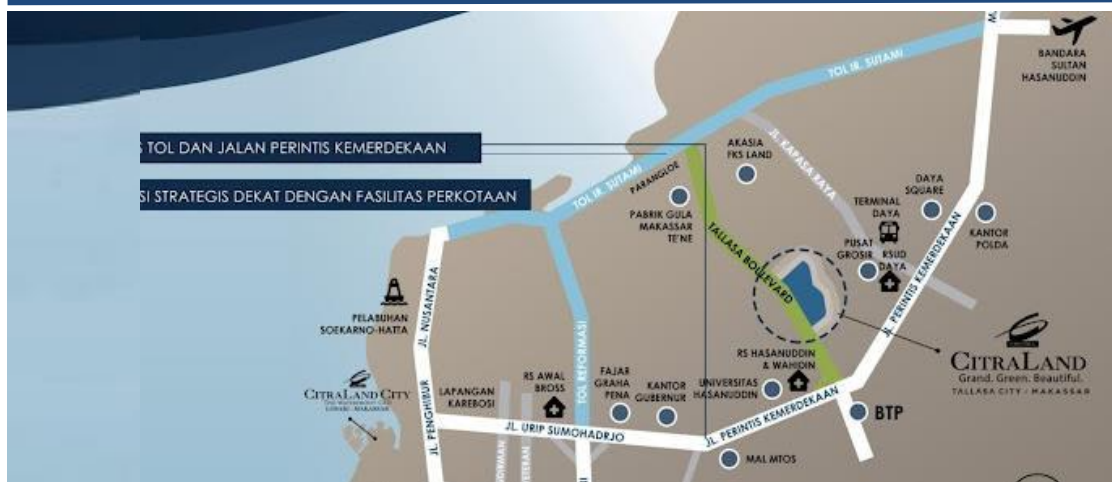 TOL DAN JALAN PERINTIS KEMERDEKAAN
SI STRATEGIS DEKAT DENGAN FASILITAS PERKOTAAN
TOL IR. SUTAMI
BANDARA
SULTAN
HASANUDDIN
AKASIA
FKS LAND
JL. KAPASA RAYA
PARANGLOE
TOL IR. SUTAMI
PABRIK GULA
MAKASSAR
TE'NE
DAYA
SQUARE
TERMINAL
DAYA
KANTOR
POLDA
PUSAT
GROSIR
RSUD
DAYA
TALLASA BOULEVARD
JL. PERINTIS KEMERDEKAAN
PELABUHAN
SOEKARNO-HATTA
JL. NUSANTARA
TOL REFORMASI
CITRALAND
Grand. Green. Beautiful.
TALLASA CITY - MAKASSAR
CITRALAND CITY
JL. PENGHIBUR
LAPANGAN
KAREBOSI
RS AWAL
BROSS
FAJAR
GRAHA
PENA
KANTOR
GUBERNUR
UNIVERSITAS
HASANUDDIN
RS HASANUDDIN
& WAHIDIN
BTP
JL. URIP SUMOHADRJO
JL. PERINTIS KEMERDEKAAN
MAL MTOS